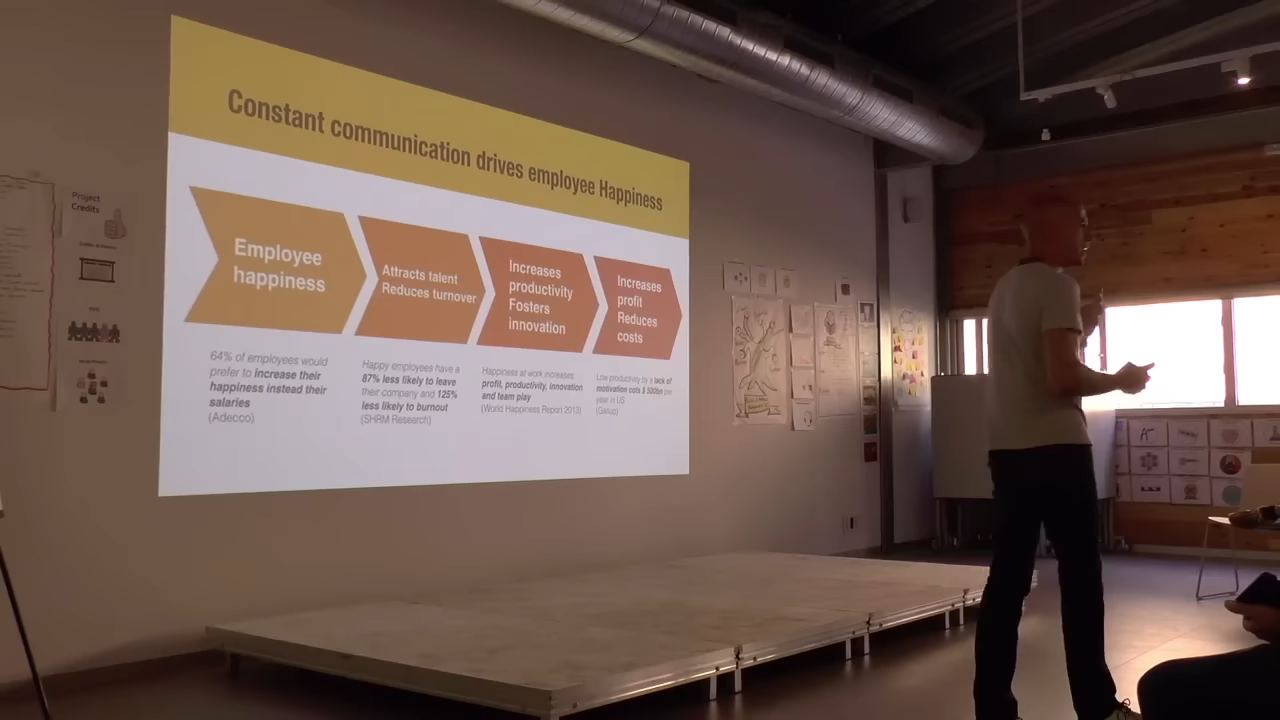 Constant communication drives employee Happiness
Employee
happiness
Attracts talent
Reduces turnover
Increases
productivity
Fosters
innovation
Increases
profit
Reduces
costs
64% of employees would
prefer to increase their
happiness instead their
salaries
(Adecco)
Happy employees have a
87% less likely to leave
their company and 125%
less likely to burnout
(SHRM Research)
Happiness at work increases:
profit, productivity, innovation
and team play
(World Happiness Report 2013)
Low productivity by a lack of
motivation costs $ 500bn per
year in US
(Gallup)
Project
Credits